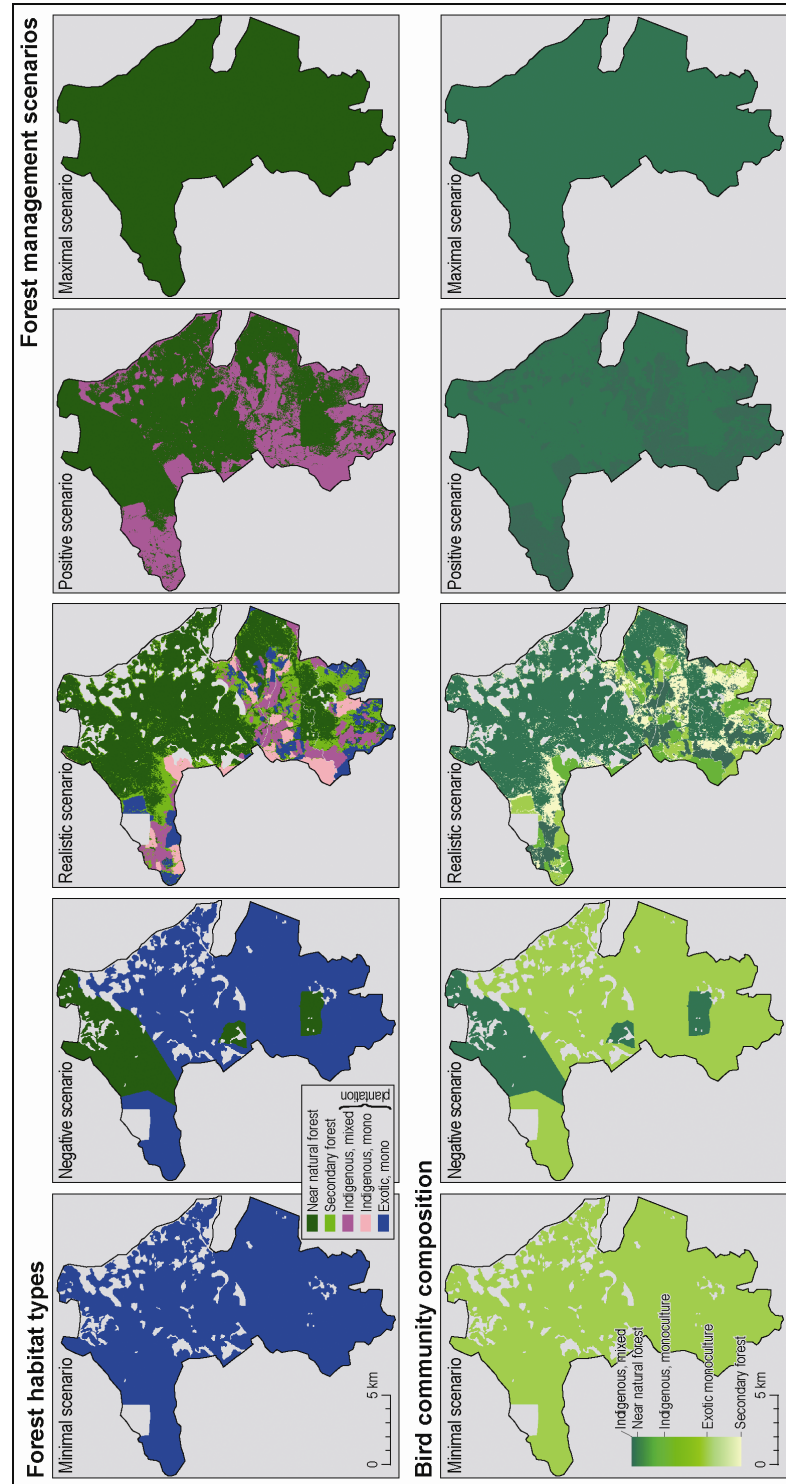 Forest habitat types
Forest management scenarios
Minimal scenario
Negative scenario
Realistic scenario
Positive scenario
Maximal scenario
Near natural forest
Secondary forest
Indigenous, mixed
Indigenous, mono
Exotic, mono
plantation
0 5 km
Bird community composition
Minimal scenario
Negative scenario
Realistic scenario
Positive scenario
Maximal scenario
Indigenous, mixed
Near natural forest
Indigenous, monoculture
Exotic monoculture
Secondary forest
0 5 km